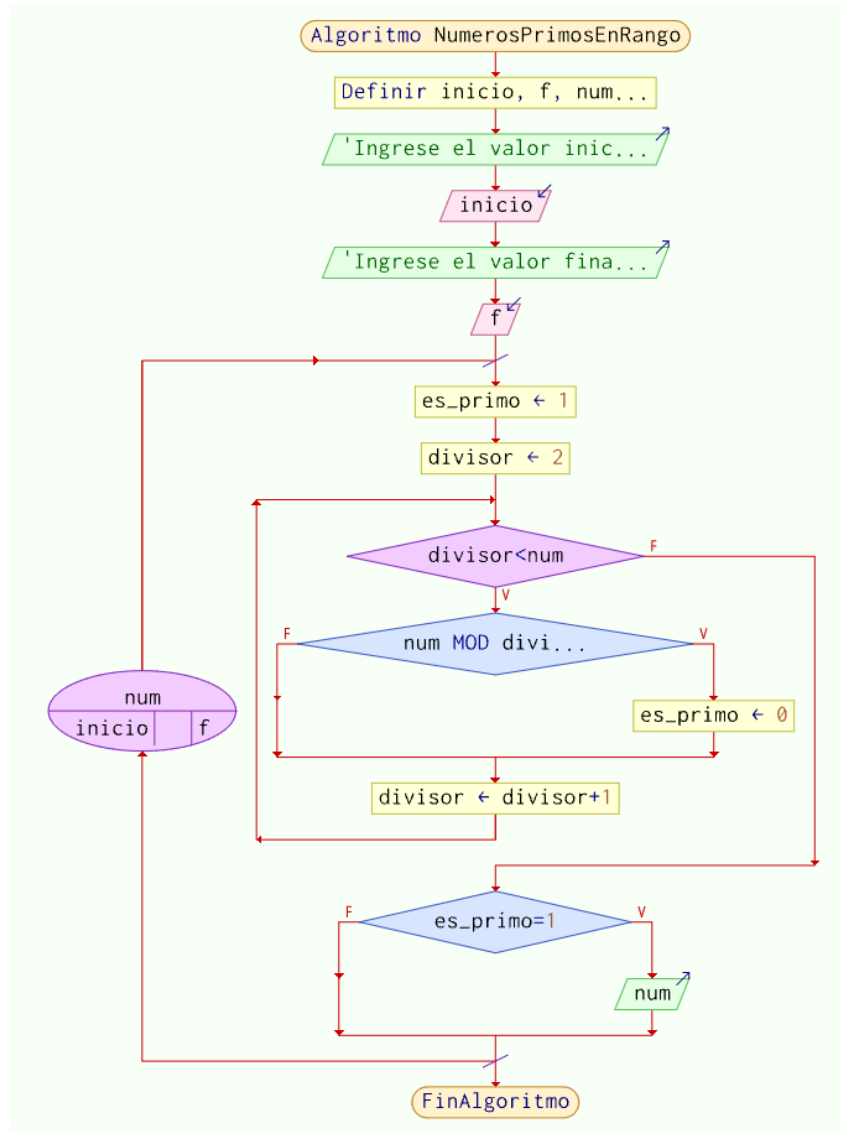 Algoritmo NumerosPrimosEnRango
Definir inicio, f, num...
'Ingrese el valor inic...
inicio
'Ingrese el valor fina...
f
es_primo ← 1
divisor ← 2
divisor<num
F
V
num MOD divi...
F
V
es_primo ← 0
num
inicio
f
divisor ← divisor+1
es_primo=1
F
V
num
FinAlgoritmo